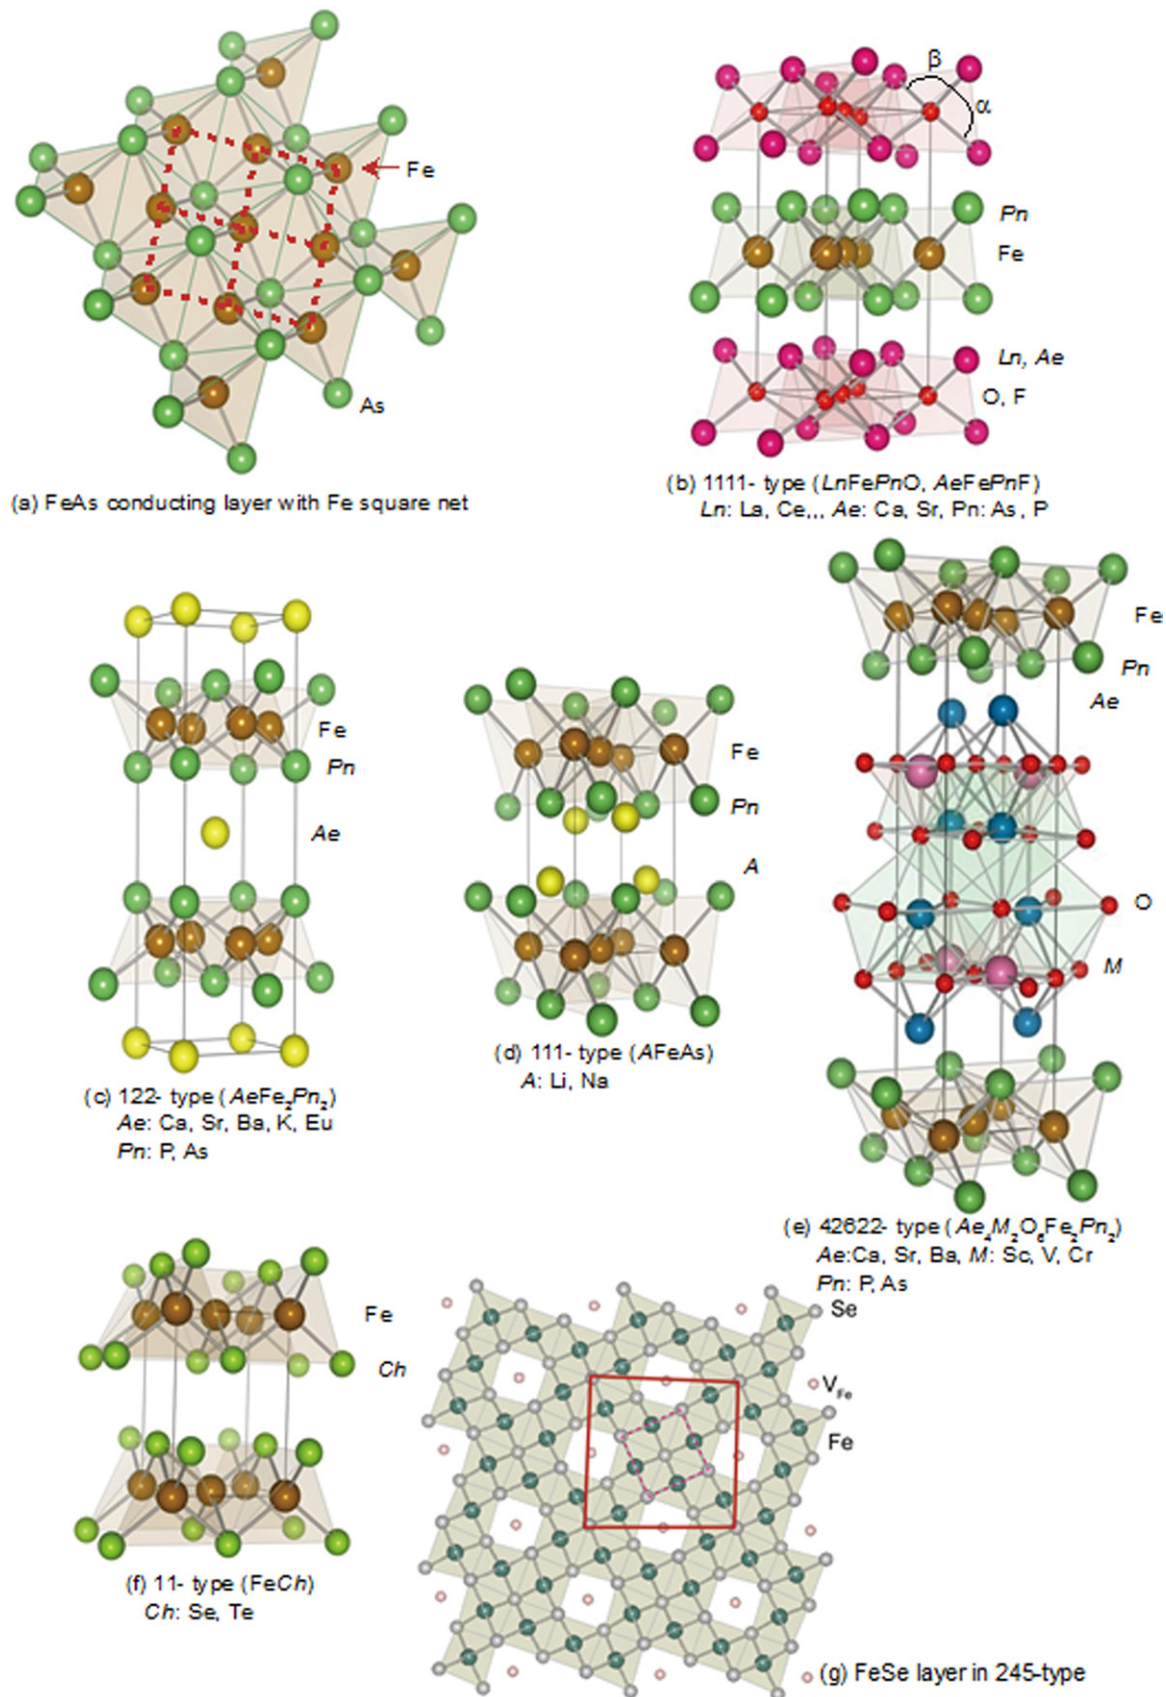 Fe
As
(a) FeAs conducting layer with Fe square net
β
α
Pn
Fe
Ln, Ae
O, F
(b) 1111- type (LnFePnO, AeFePnF)
Ln: La, Ce,,, Ae: Ca, Sr, Pn: As , P
Fe
Pn
Ae
(c) 122- type (AeFe₂Pn₂)
Ae: Ca, Sr, Ba, K, Eu
Pn: P, As
Fe
Pn
A
(d) 111- type (AFeAs)
A: Li, Na
Fe
Pn
Ae
O
M
(e) 42622- type (Ae₄M₂O₆Fe₂Pn₂)
Ae:Ca, Sr, Ba, M: Sc, V, Cr
Pn: P, As
Fe
Ch
(f) 11- type (FeCh)
Ch: Se, Te
Se
V_Fe
Fe
(g) FeSe layer in 245-type